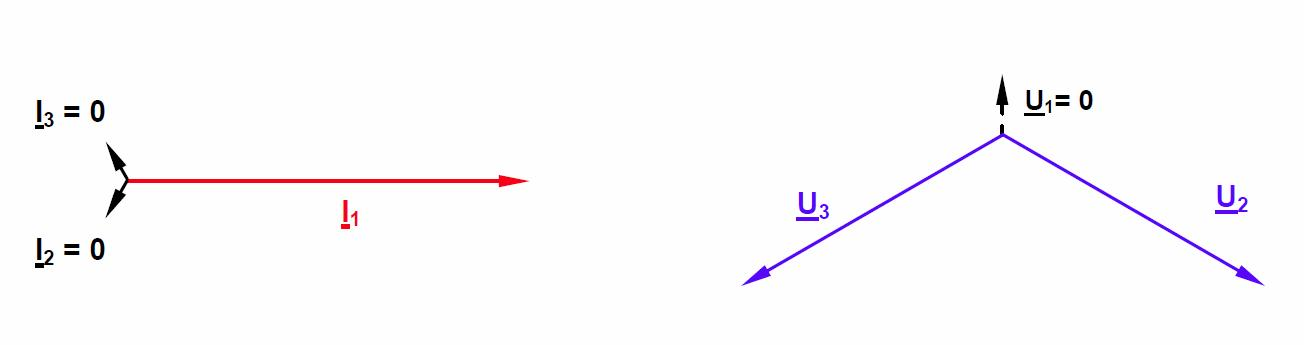 I₃ = 0
I₁
I₂ = 0
U₁= 0
U₃
U₂